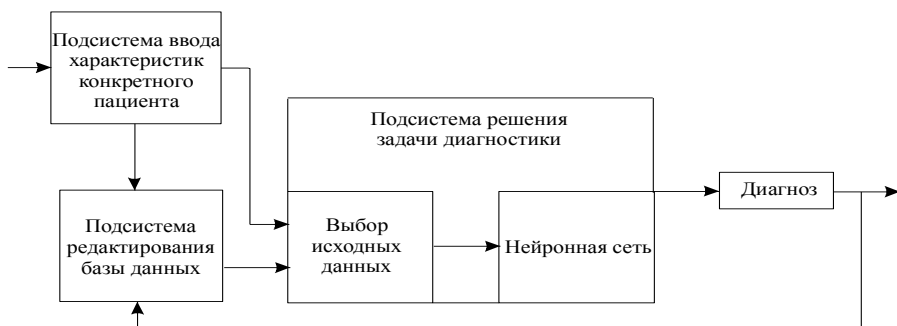 Подсистема ввода
характеристик
конкретного
пациента
Подсистема решения
задачи диагностики
Диагноз
Подсистема
редактирования
базы данных
Выбор
исходных
данных
Нейронная сеть